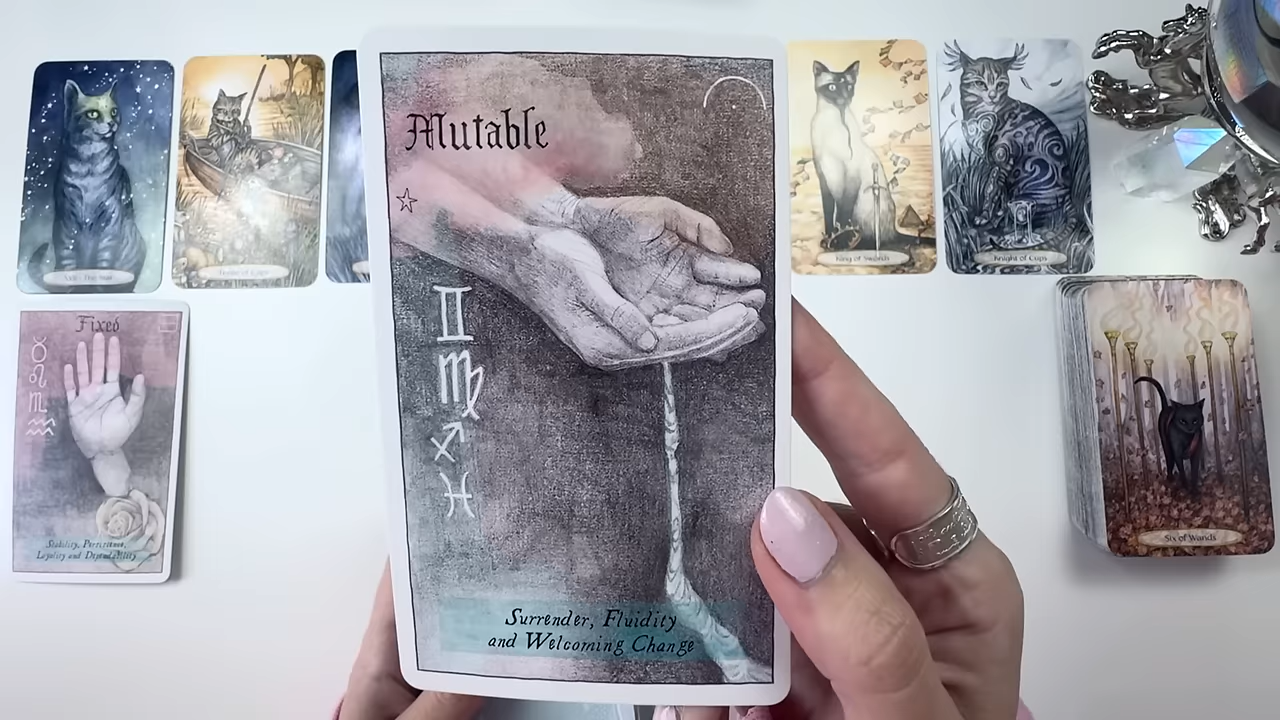 Mutable
Surrender, Fluidity
and Welcoming Change
Fixed
Stability, Persistence,
Loyalty and Dependability
King of Swords
Knight of Cups
Six of Wands